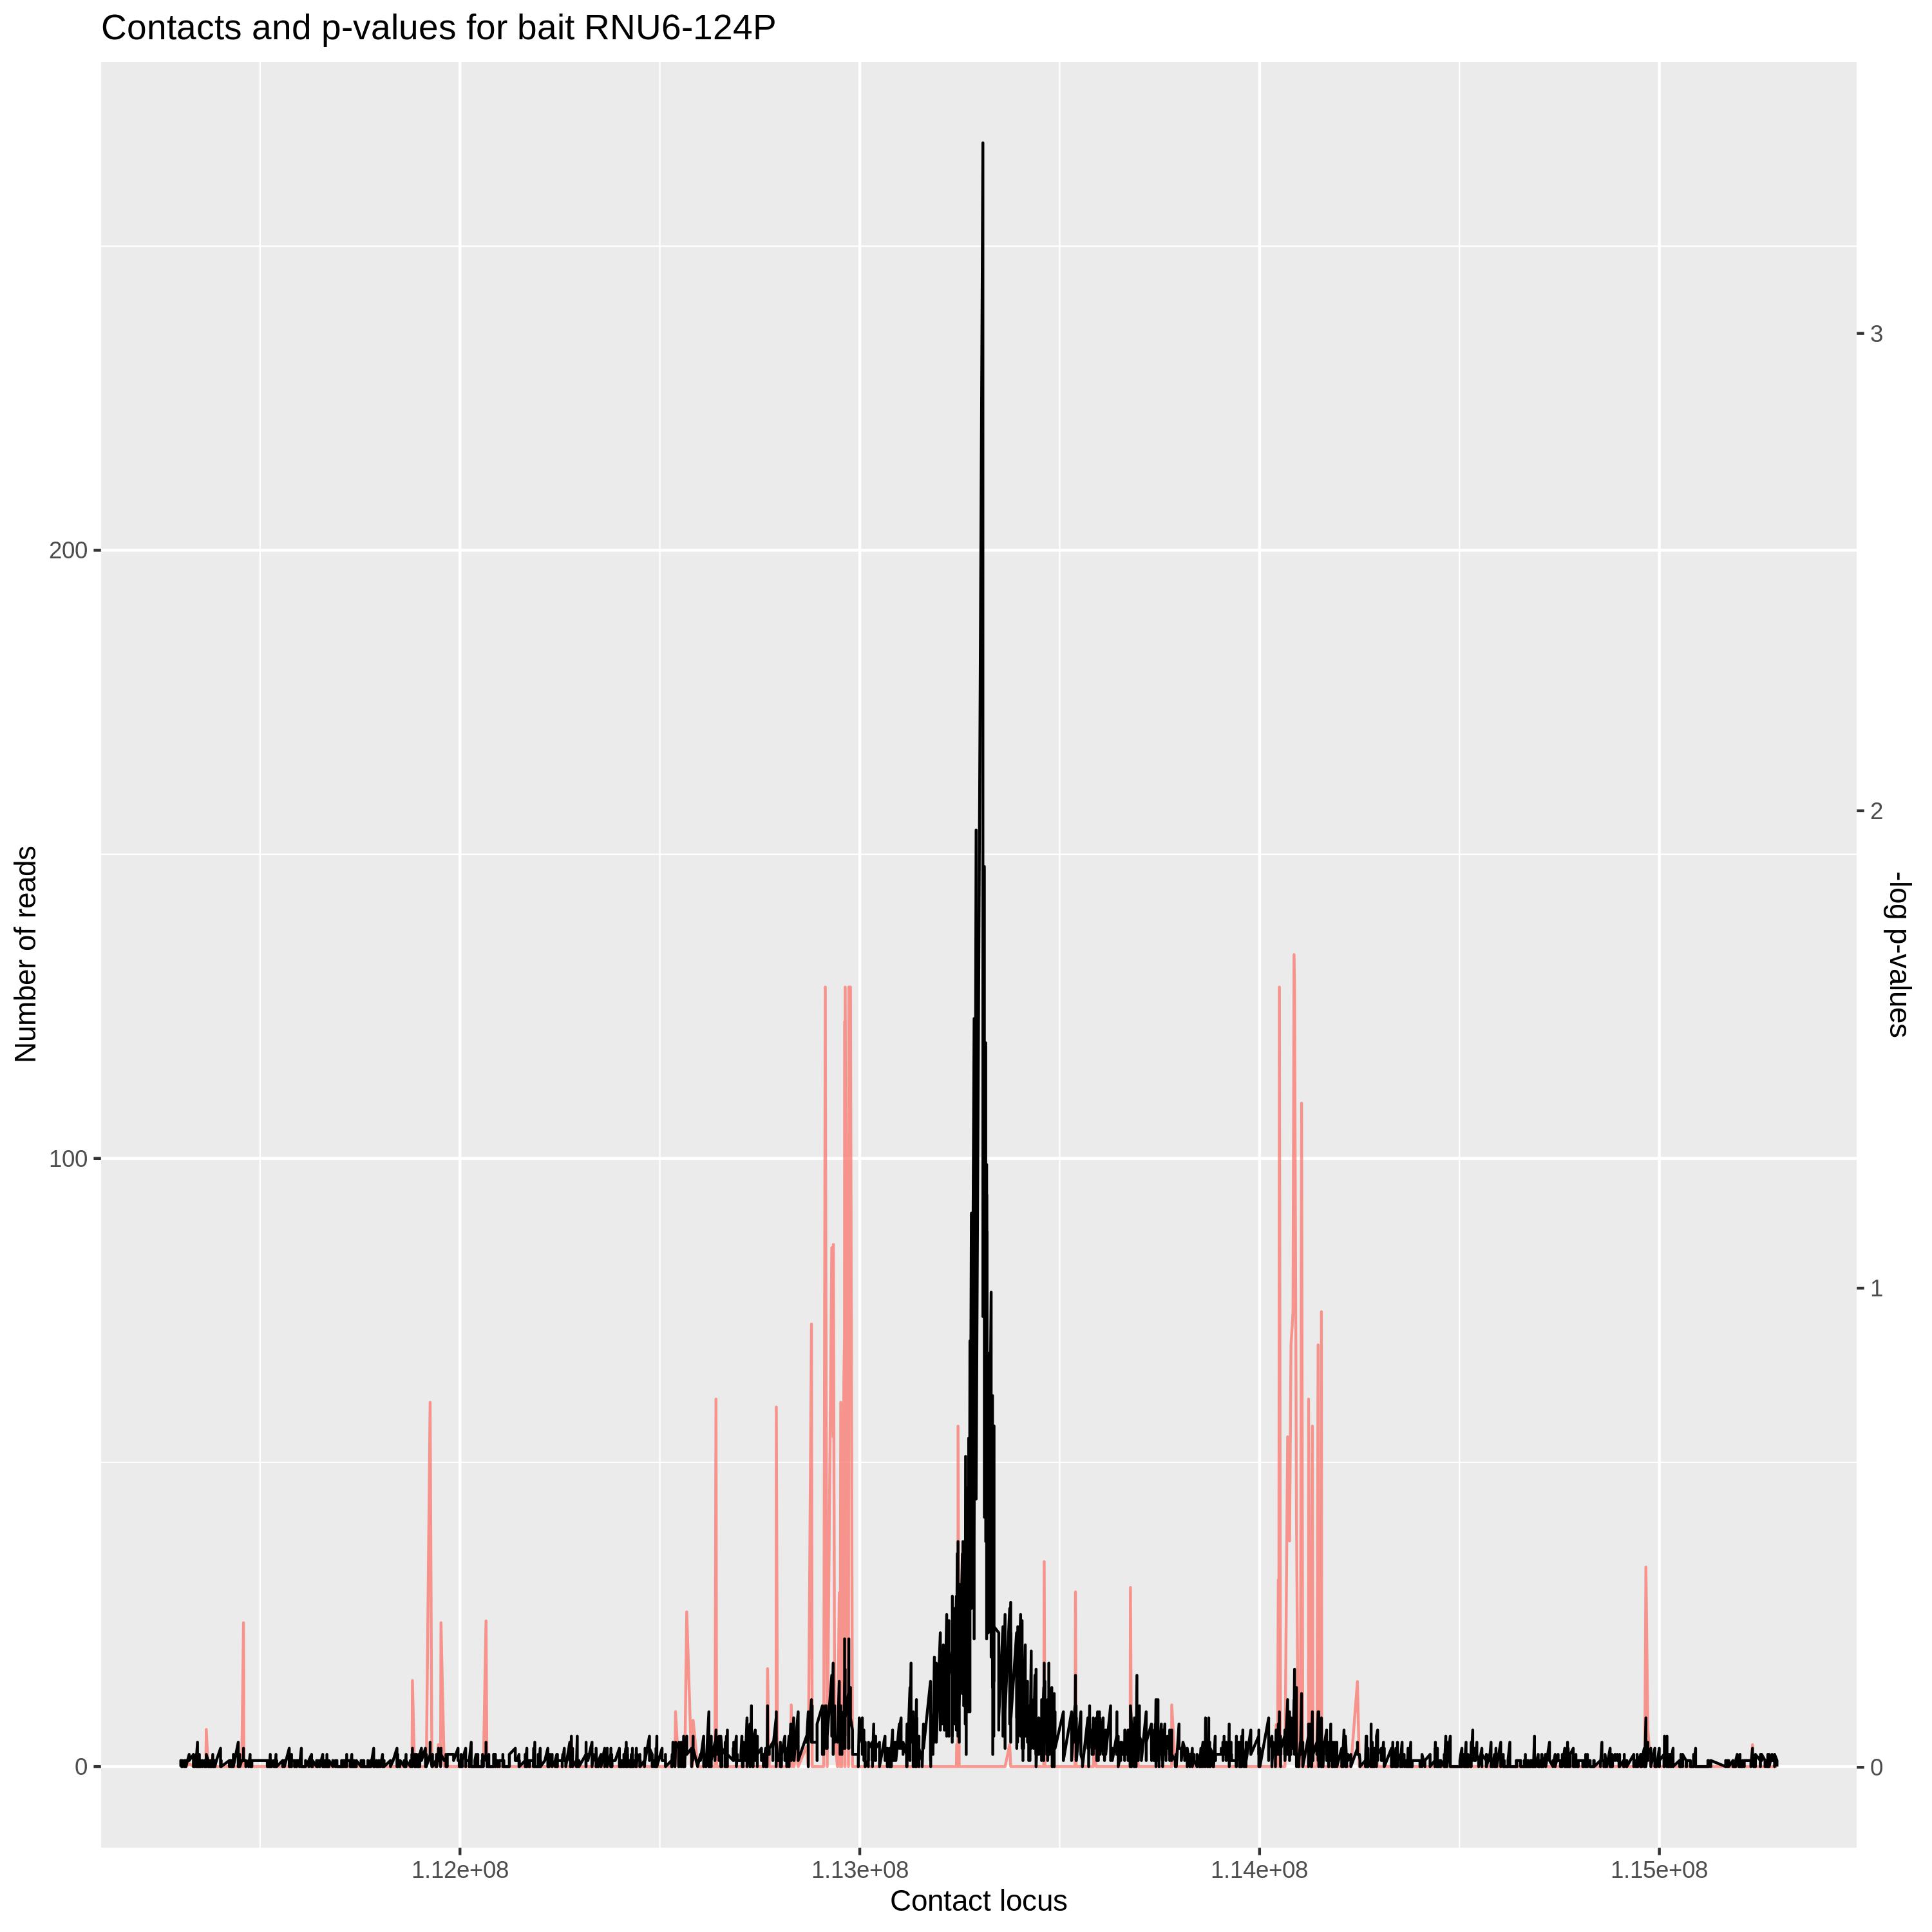 Contacts and p-values for bait RNU6-124P
Number of reads
200
100
0
3
2
1
0
-log p-values
1.12e+08 1.13e+08 1.14e+08 1.15e+08
Contact locus